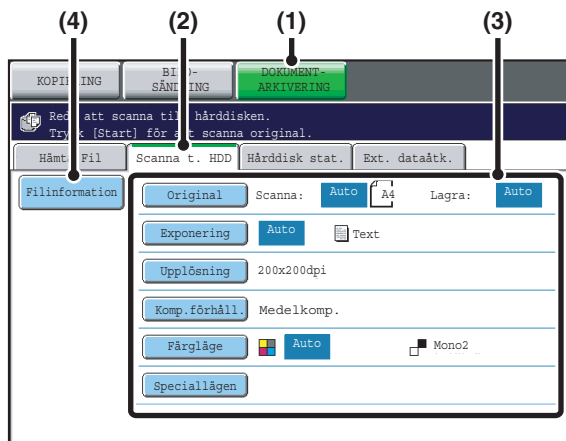 (4) (2) (1) (3)
KOPIERING
BILD-
SÄNDNING
DOKUMENT-
ARKIVERING
Redo att scanna till hårddisken.
Tryck [Start] för att scanna original.
Hämta Fil
Scanna t. HDD
Hårddisk stat.
Ext. dataåtk.
Filinformation
Original Scanna: Auto A4 Lagra: Auto
Exponering Auto Text
Upplösning 200x200dpi
Komp.förhåll. Medelkomp.
Färgläge Auto Mono2
Speciallägen